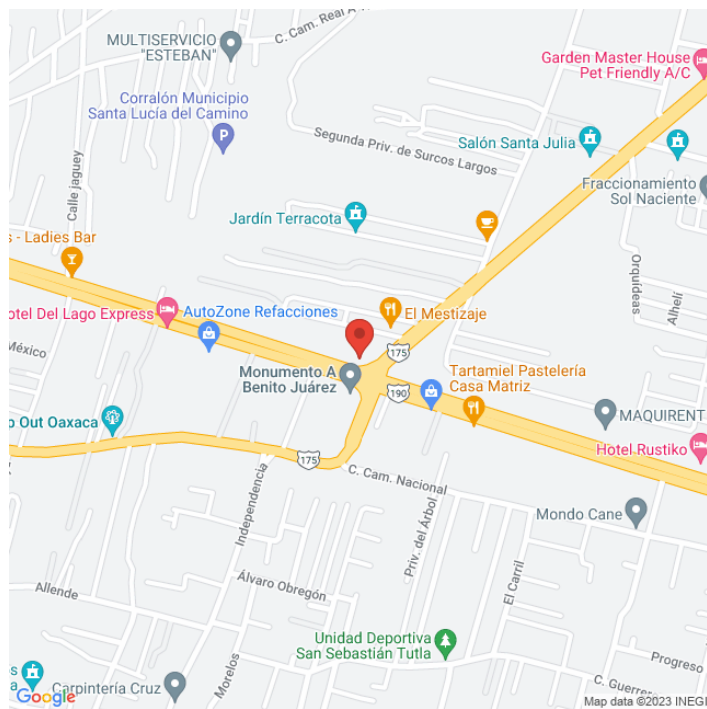 C. Cam. Real A
MULTISERVICIO
"ESTEBAN"
Garden Master House
Pet Friendly A/C
Corralón Municipio
Santa Lucía del Camino
P
Segunda Priv. de Surcos Largos
Salón Santa Julia
Calle jaguey
Fraccionamiento
Sol Naciente
Jardín Terracota
s - Ladies Bar
Orquídeas
Alhelí
otel Del Lago Express
AutoZone Refacciones
El Mestizaje
México
175
Monumento A
Benito Juárez
Tartamiel Pastelería
Casa Matriz
190
o Out Oaxaca
MAQUIRENT
Hotel Rustiko
175
C. Cam. Nacional
Independencia
Priv. del Árbol
Mondo Cane
El Carril
Allende
Álvaro Obregón
Unidad Deportiva
San Sebastián Tutla
Morelos
Progreso
os
a
Carpintería Cruz
C. Guerrero
Google
Map data ©2023 INEGI